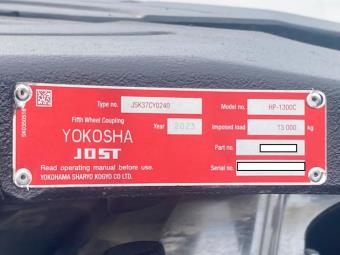 Type no. JSK37CY0240 Model no. HP-1300C
Fifth Wheel Coupling Year 2023 Imposed load 13 000 kg
YOKOSHA
JOST
Part no.
Read operating manual before use.
Serial no.
YOKOHAMA SHARYO KOGYO CO LTD.